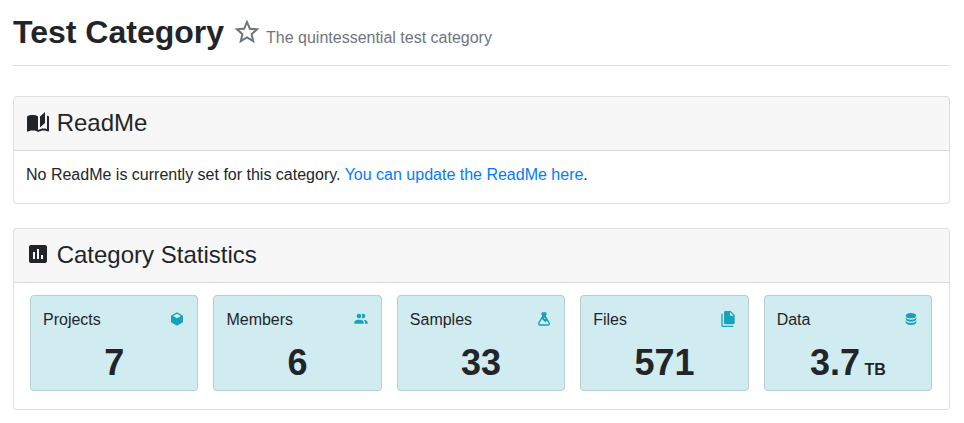 Test Category The quintessential test category
ReadMe
No ReadMe is currently set for this category. You can update the ReadMe here.
Category Statistics
Projects
7
Members
6
Samples
33
Files
571
Data
3.7 TB